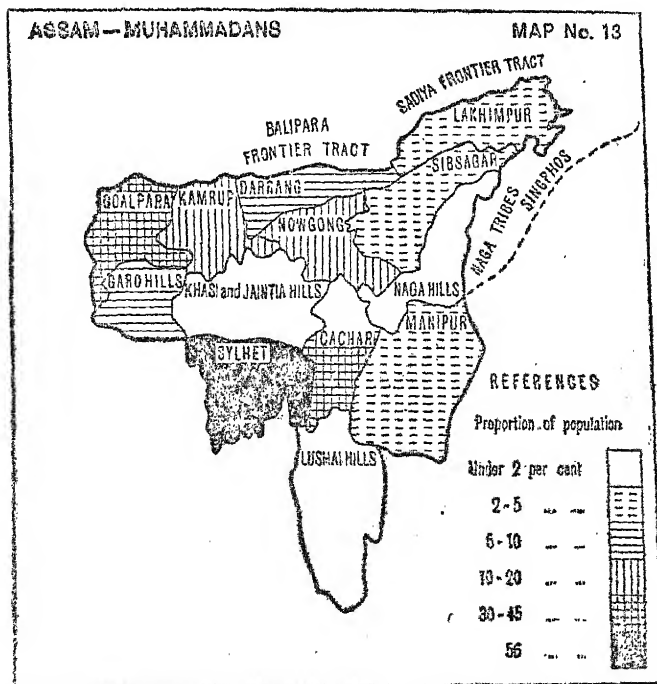 ASSAM—MUHAMMADANS
MAP No. 13
SADIYA FRONTIER TRACT
LAKHIMPUR
BALIPARA
FRONTIER TRACT
SIBSAGAR
GOALPARA
KAMRUP
DARRANG
NOWGONG
NAGA TRIBES
SINGPHOS
GARO HILLS
KHASI and JAINTIA HILLS
NAGA HILLS
MANIPUR
SYLHET
CACHAR
LUSHAI HILLS
REFERENCES
Proportion of population
Under 2 per cent
2-5 „ „
5-10 „ „
10-20 „ „
30-45 „ „
56 „ „